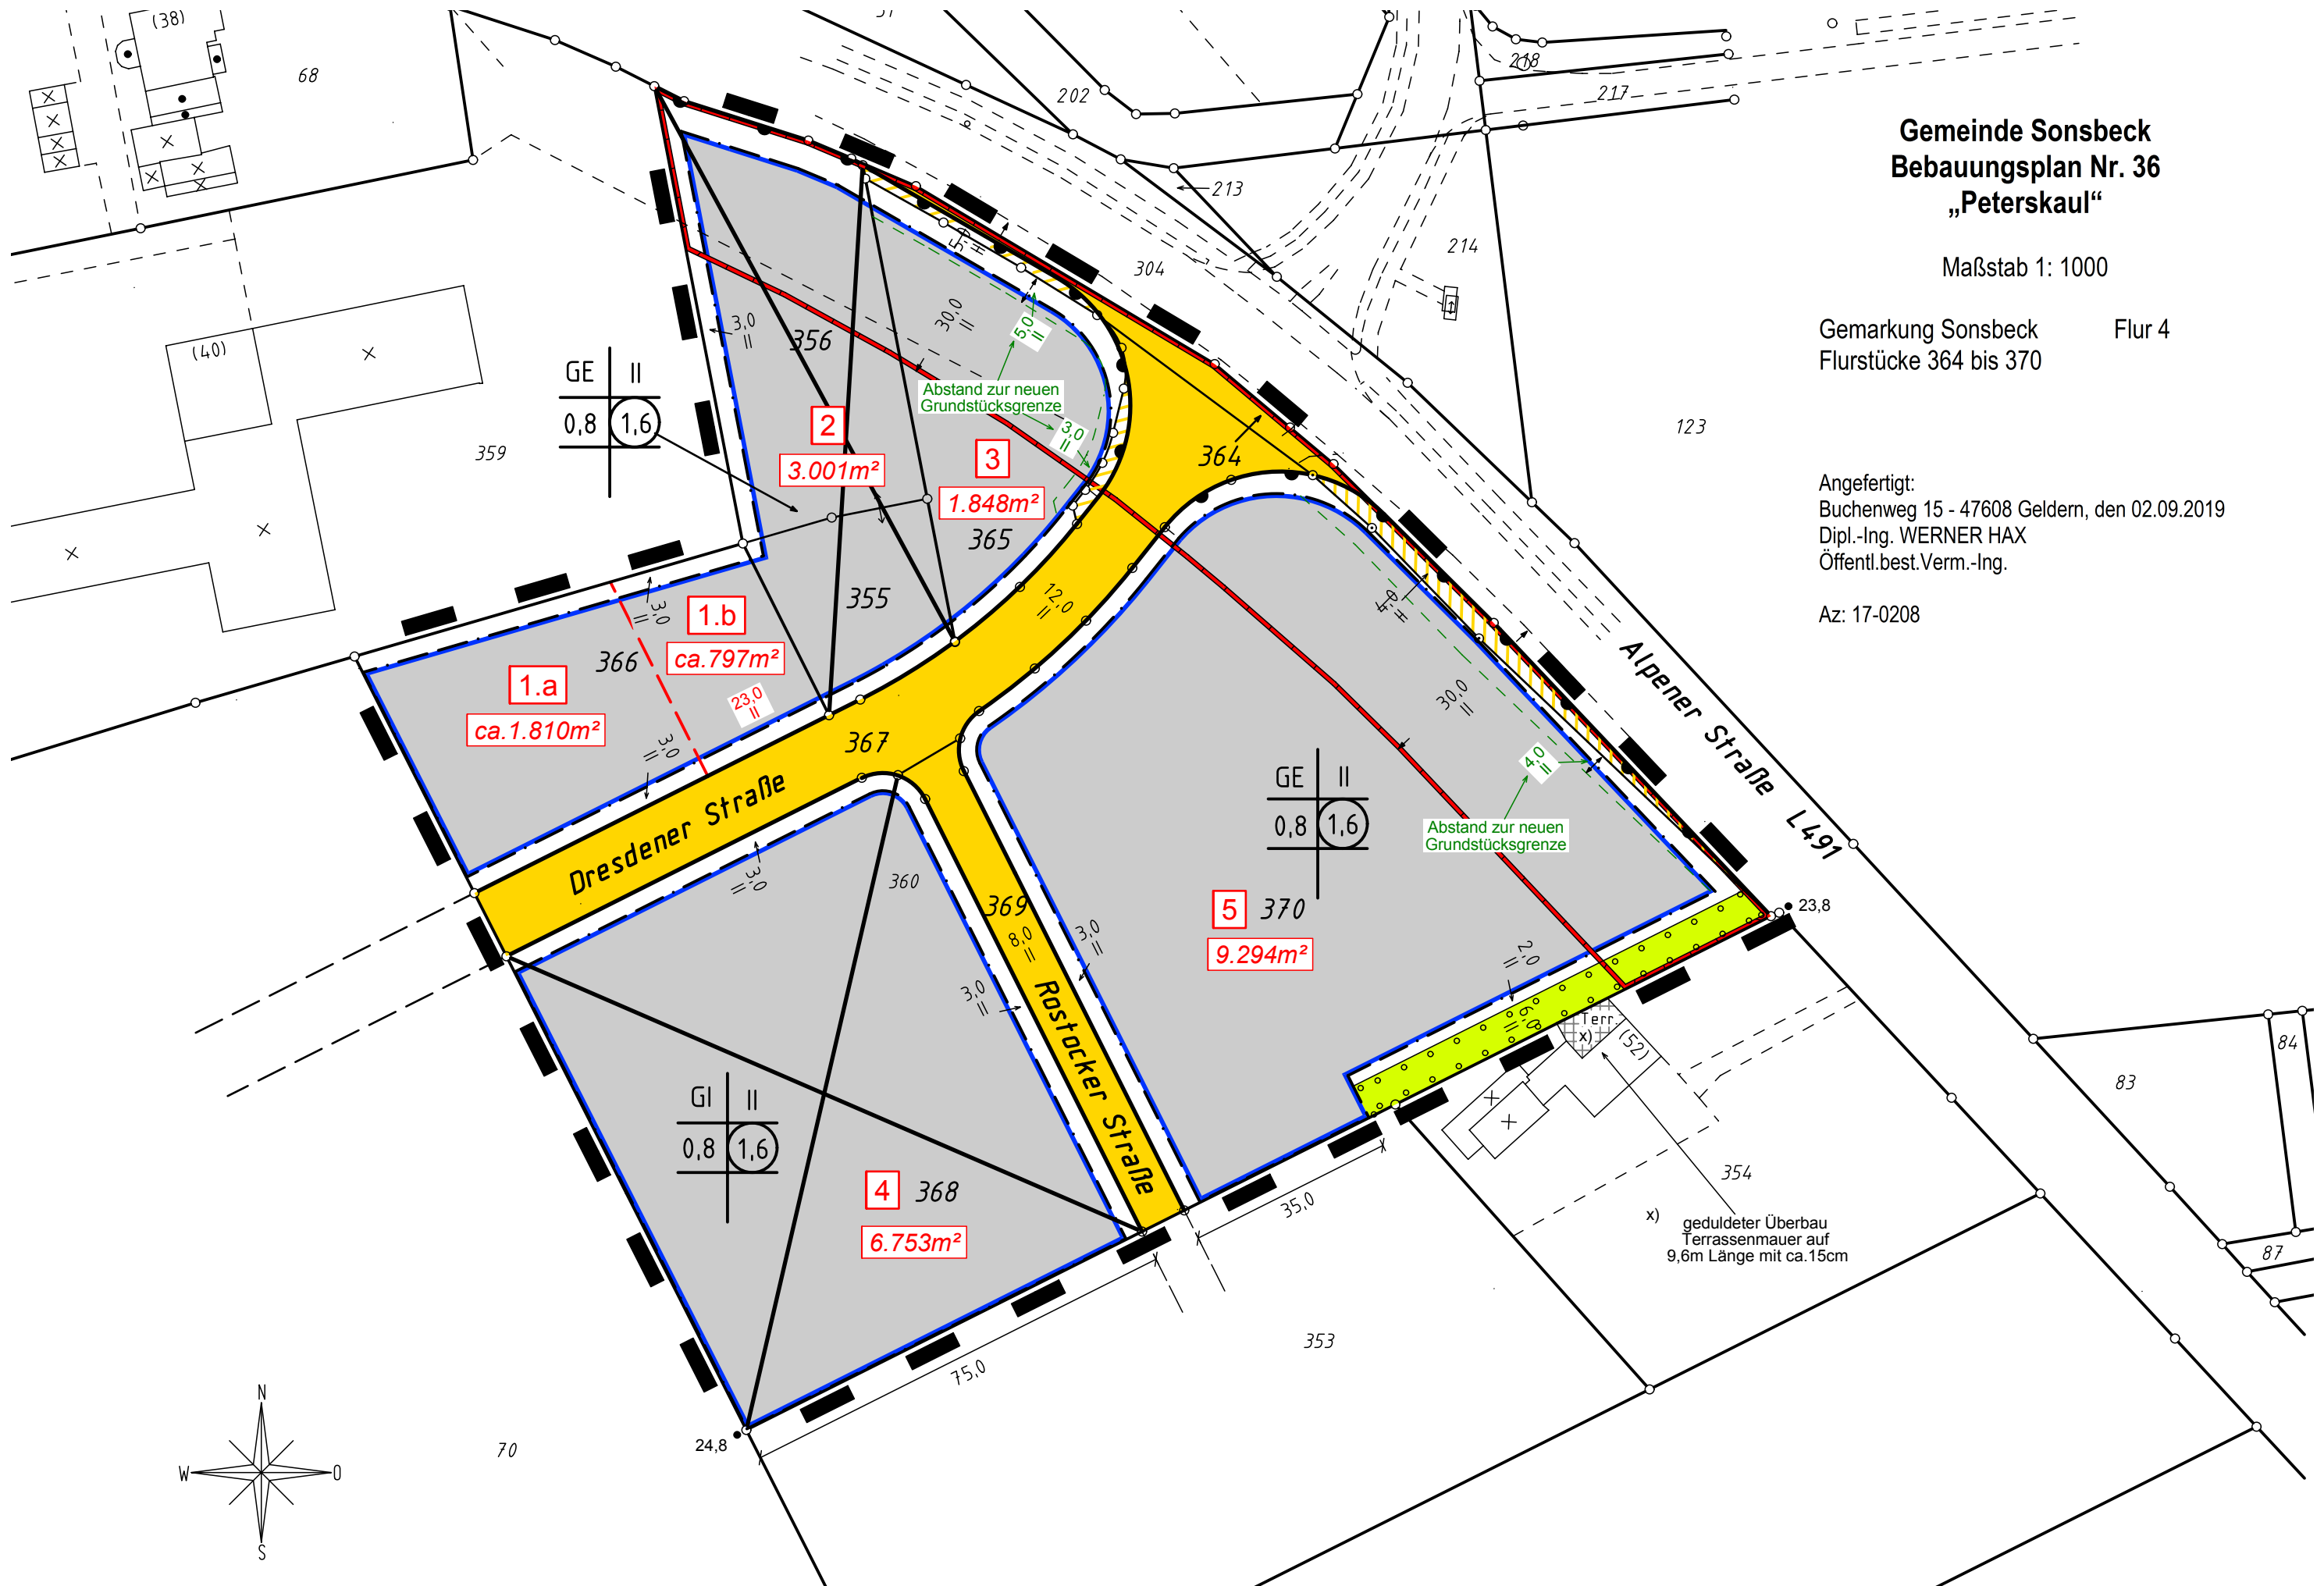 Gemeinde Sonsbeck
Bebauungsplan Nr. 36
„Peterskaul“
Maßstab 1: 1000
Gemarkung Sonsbeck Flur 4
Flurstücke 364 bis 370
Angefertigt:
Buchenweg 15 - 47608 Geldern, den 02.09.2019
Dipl.-Ing. WERNER HAX
Öffentl.best.Verm.-Ing.
Az: 17-0208
(38)
68
202
218
217
213
214
304
123
(40)
359
GE II
0,8 1,6
3,0
356
30,0
5,0
5,0
Abstand zur neuen
Grundstücksgrenze
3,0
2
3.001m²
3
1.848m²
365
364
355
12,0
1.b
ca.797m²
3,0
366
1.a
ca.1.810m²
23,0
3,0
367
Dresdener Straße
3,0
360
369
8,0
3,0
3,0
Rostocker Straße
4,0
30,0
Alpener Straße L491
GE II
0,8 1,6
4,0
Abstand zur neuen
Grundstücksgrenze
5 370
9.294m²
2,0
6,0
23,8
Terr.
x)
(52)
GI II
0,8 1,6
4 368
6.753m²
35,0
75,0
354
x) geduldeter Überbau
Terrassenmauer auf
9,6m Länge mit ca.15cm
353
83
84
87
70
24,8
N
W O
S